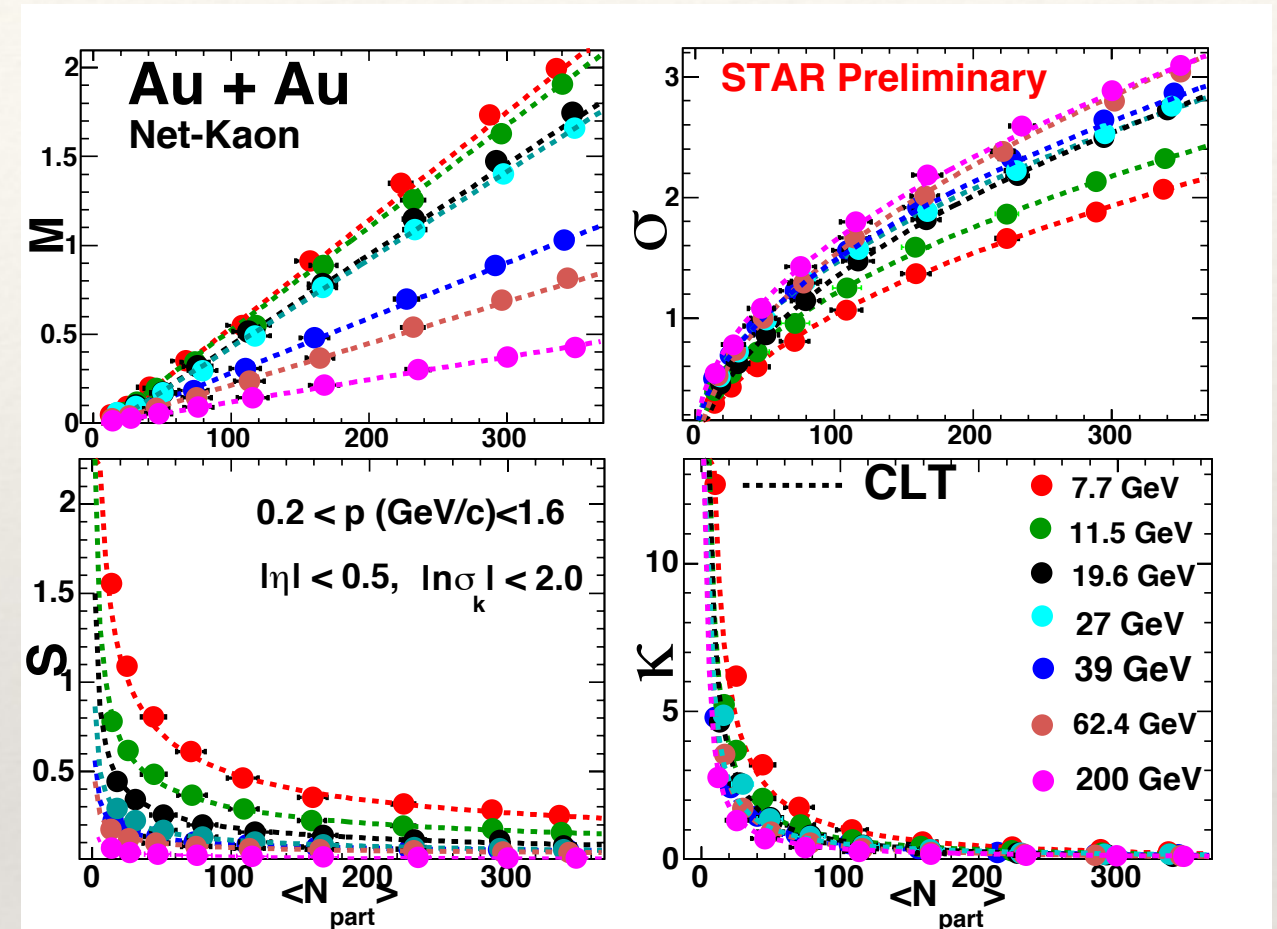 Au + Au
Net-Kaon
M
2
1.5
1
0.5
0
0 100 200 300
STAR Preliminary
σ
3
2
1
0 100 200 300
0.2 < p (GeV/c)<1.6
|η| < 0.5, |nσk| < 2.0
S
2
1.5
1
0.5
0 100 200 300
<Npart>
CLT
7.7 GeV
11.5 GeV
19.6 GeV
27 GeV
39 GeV
62.4 GeV
200 GeV
κ
10
5
0
0 100 200 300
<Npart>